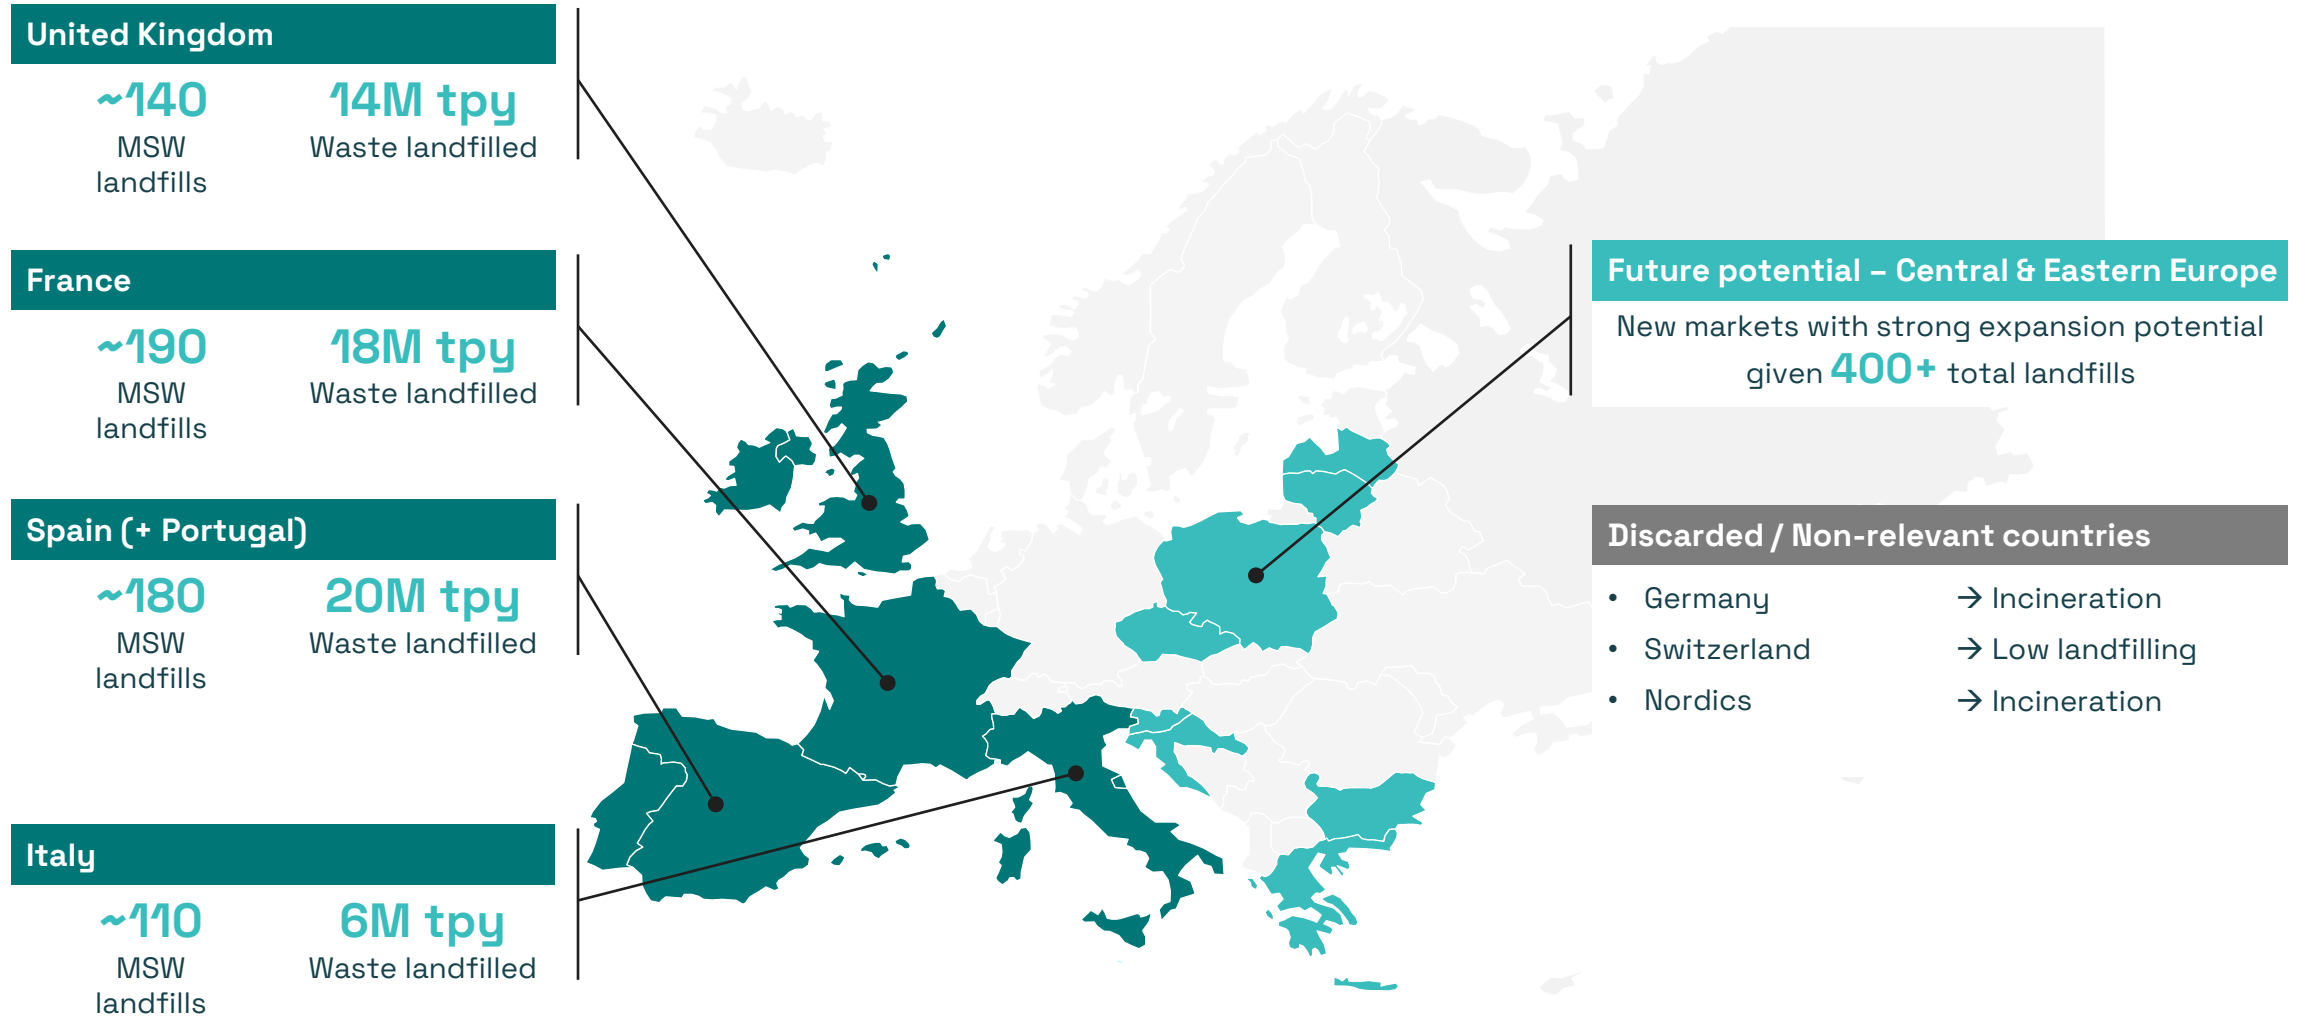 United Kingdom
~140
MSW
landfills
14M tpy
Waste landfilled
France
~190
MSW
landfills
18M tpy
Waste landfilled
Spain (+ Portugal)
~180
MSW
landfills
20M tpy
Waste landfilled
Italy
~110
MSW
landfills
6M tpy
Waste landfilled
Future potential – Central & Eastern Europe
New markets with strong expansion potential
given 400+ total landfills
Discarded / Non-relevant countries
• Germany → Incineration
• Switzerland → Low landfilling
• Nordics → Incineration